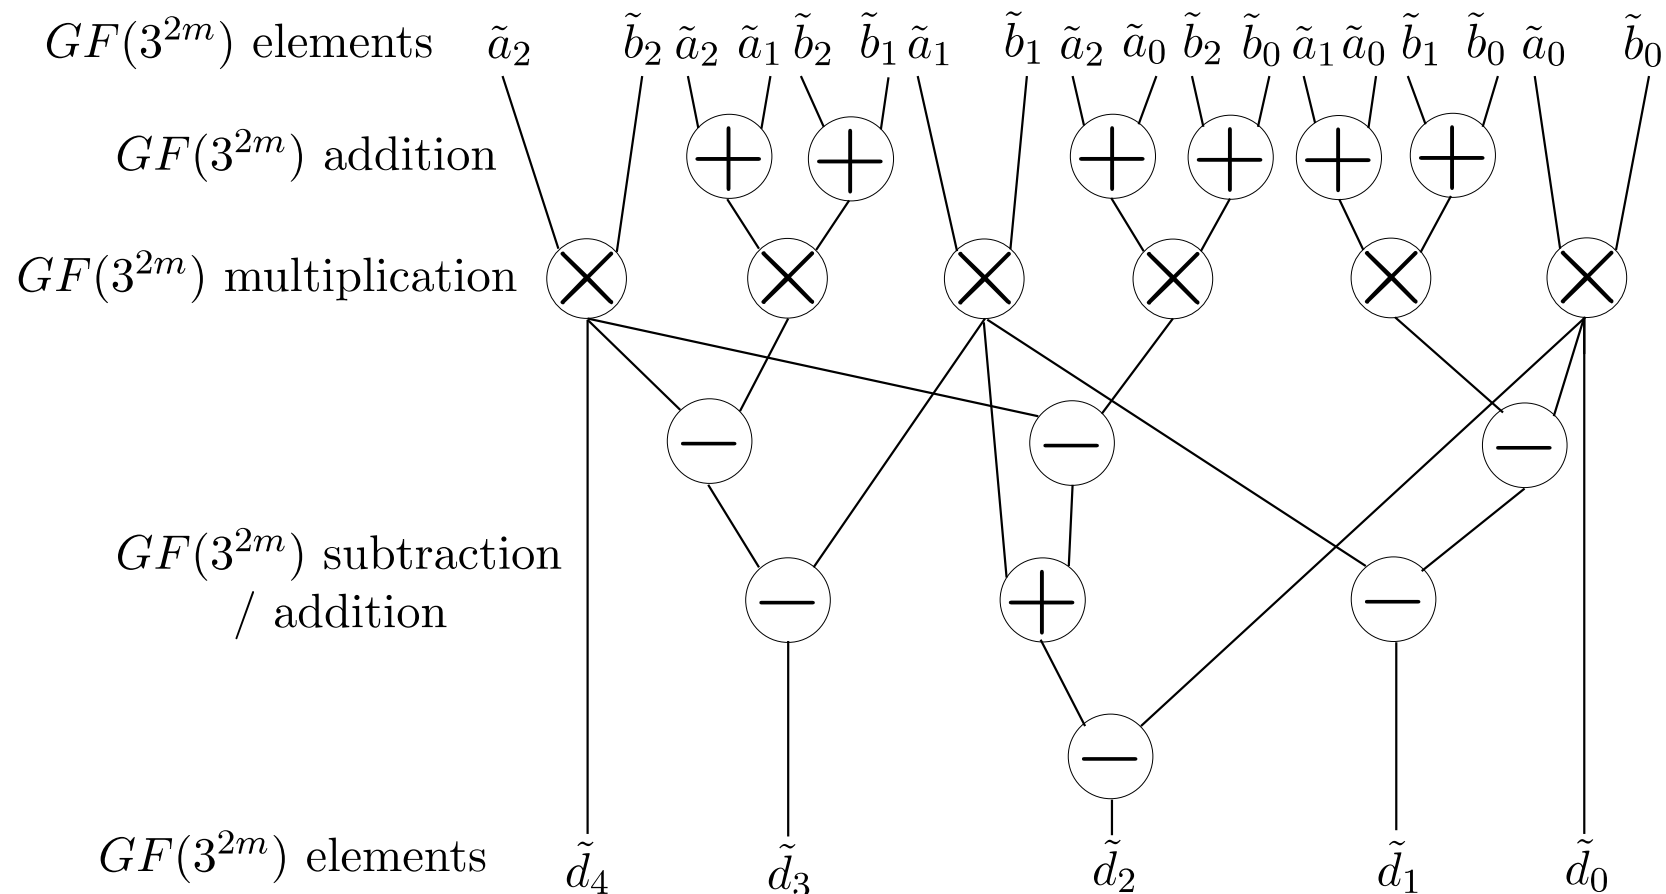 GF(3^{2m}) elements ã₂ b̃₂ ã₂ ã₁ b̃₂ b̃₁ ã₁ b̃₁ ã₂ ã₀ b̃₂ b̃₀ ã₁ ã₀ b̃₁ b̃₀ ã₀ b̃₀
GF(3^{2m}) addition
GF(3^{2m}) multiplication
GF(3^{2m}) subtraction
/ addition
GF(3^{2m}) elements d̃₄ d̃₃ d̃₂ d̃₁ d̃₀